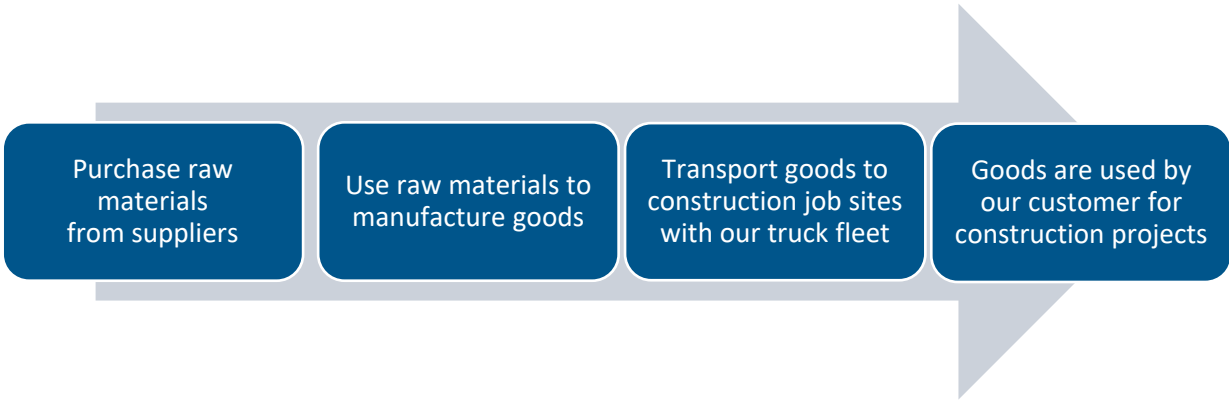 Purchase raw
materials
from suppliers
Use raw materials to
manufacture goods
Transport goods to
construction job sites
with our truck fleet
Goods are used by
our customer for
construction projects